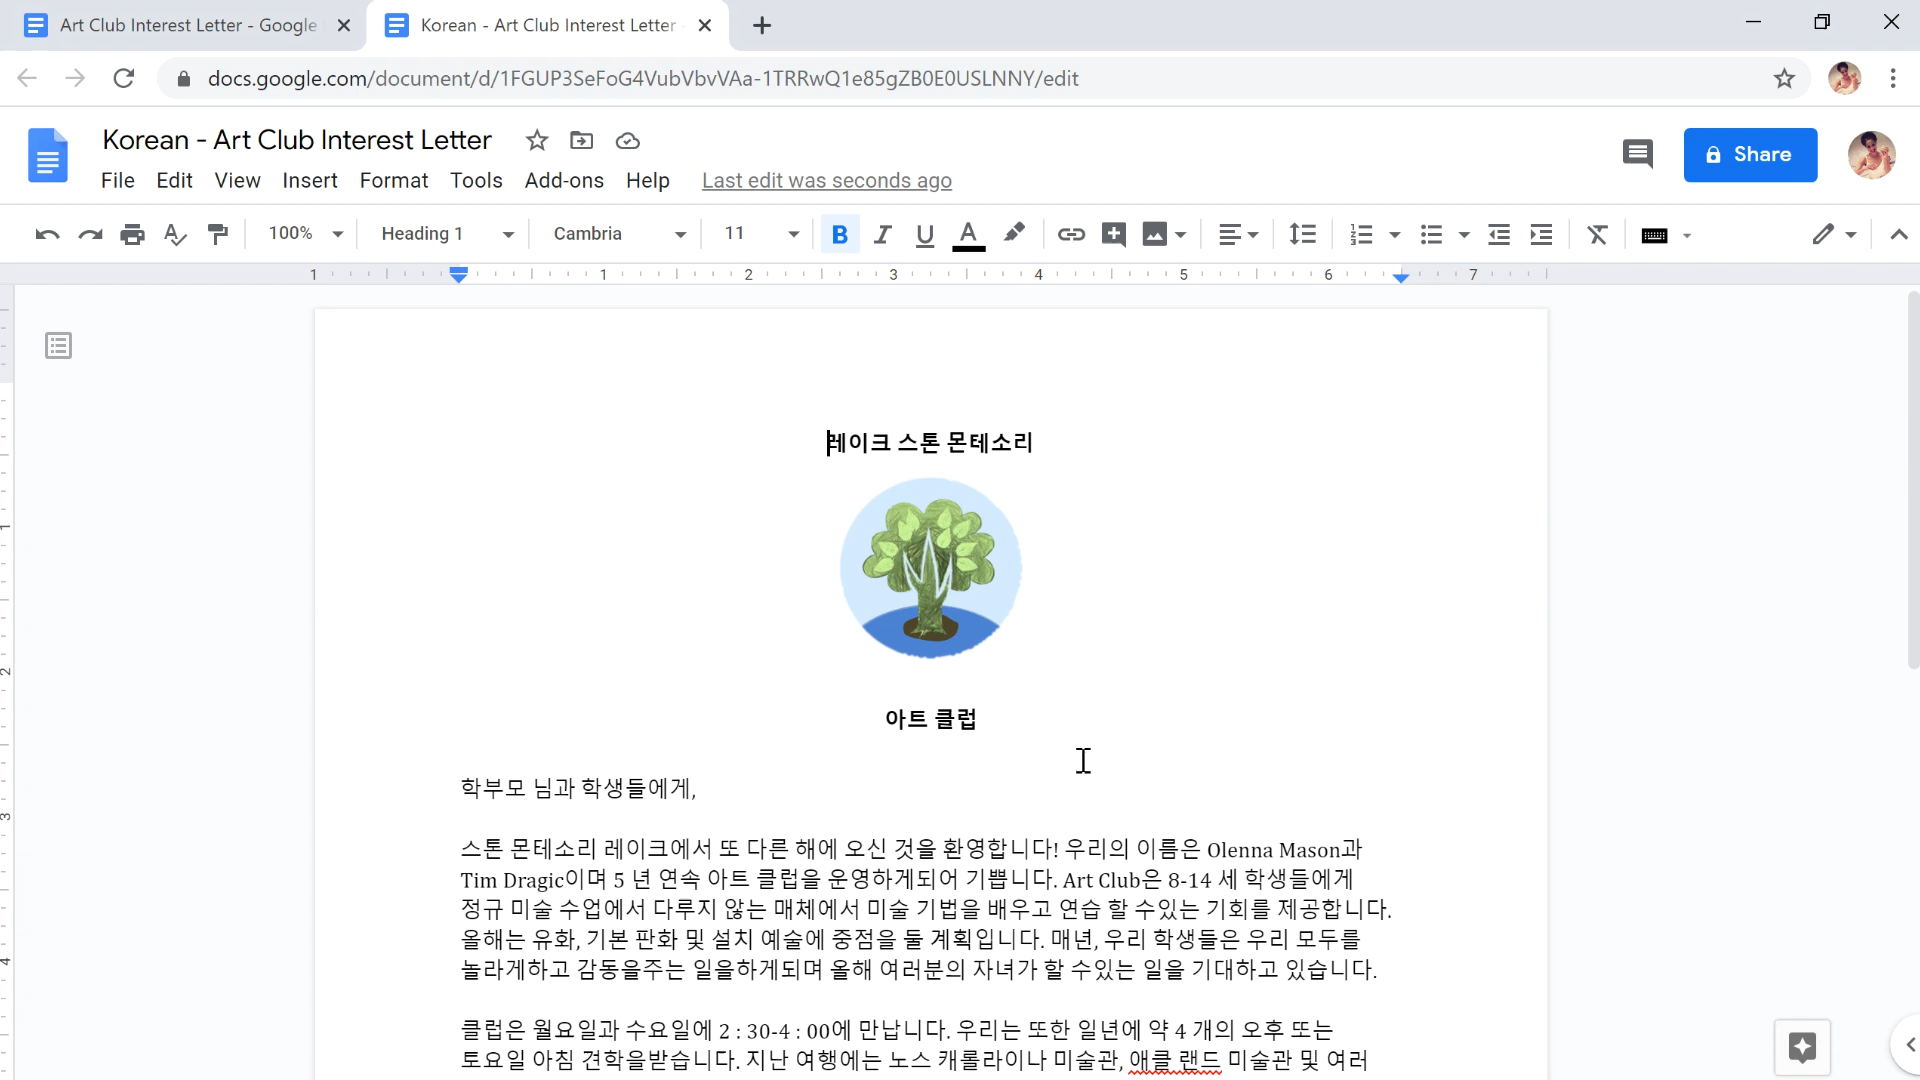 Art Club Interest Letter - Google
Korean - Art Club Interest Letter -
docs.google.com/document/d/1FGUP3SeFoG4VubVbvVAa-1TRRwQ1e85gZB0E0USLNNY/edit
Korean - Art Club Interest Letter
Share
File Edit View Insert Format Tools Add-ons Help Last edit was seconds ago
100% Heading 1 Cambria 11 B I U A
1 1 2 3 4 5 6 7
레이크 스톤 몬테소리
아트 클럽
학부모 님과 학생들에게,
스톤 몬테소리 레이크에서 또 다른 해에 오신 것을 환영합니다! 우리의 이름은 Olenna Mason과
Tim Dragic이며 5 년 연속 아트 클럽을 운영하게되어 기쁩니다. Art Club은 8-14 세 학생들에게
정규 미술 수업에서 다루지 않는 매체에서 미술 기법을 배우고 연습 할 수있는 기회를 제공합니다.
올해는 유화, 기본 판화 및 설치 예술에 중점을 둘 계획입니다. 매년, 우리 학생들은 우리 모두를
놀라게하고 감동을주는 일을하게되며 올해 여러분의 자녀가 할 수있는 일을 기대하고 있습니다.
클럽은 월요일과 수요일에 2 : 30-4 : 00에 만납니다. 우리는 또한 일년에 약 4 개의 오후 또는
토요일 아침 견학을받습니다. 지난 여행에는 노스 캐롤라이나 미술관, 애클 랜드 미술관 및 여러
1
2
3
4